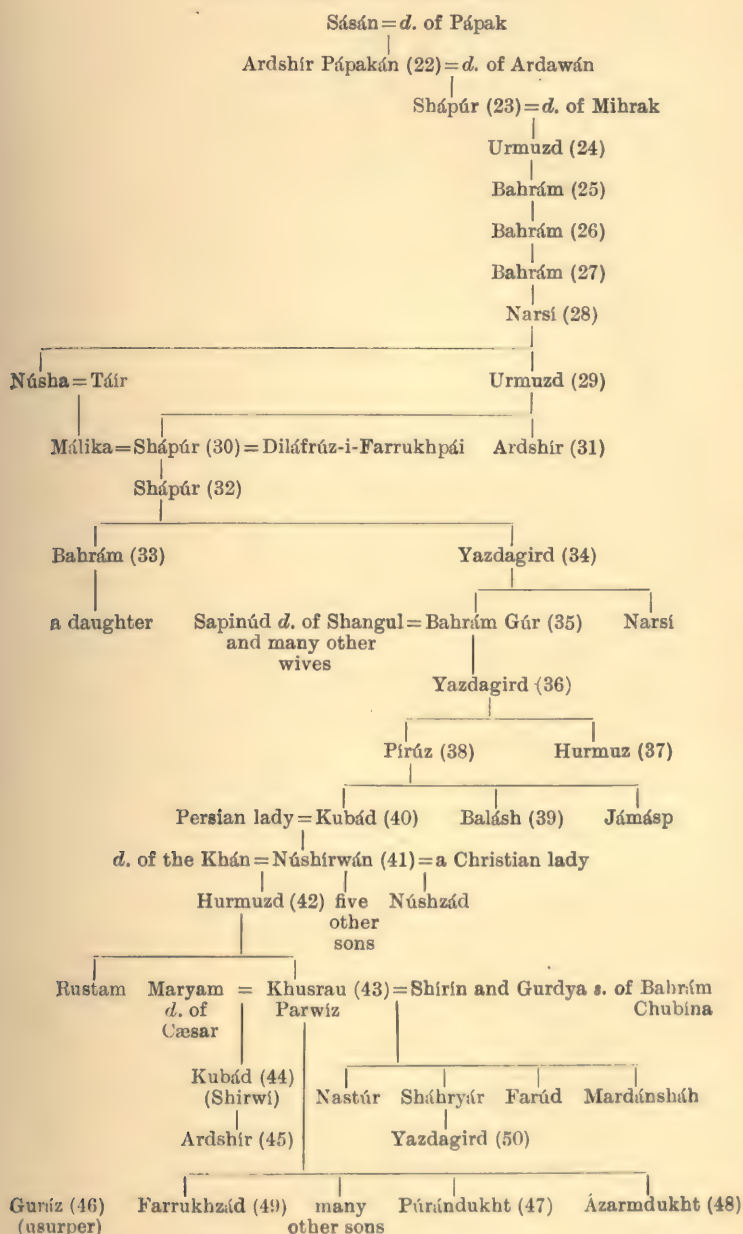 Sásán=d. of Pápak
Ardshír Pápakán (22)=d. of Ardawán
Shápúr (23)=d. of Mihrak
Urmuzd (24)
Bahrám (25)
Bahrám (26)
Bahrám (27)
Narsí (28)
Núsha=Táír Urmuzd (29)
Málika=Shápúr (30)=Diláfrúz-i-Farrukhpái Ardshír (31)
Shápúr (32)
Bahrám (33) Yazdagird (34)
a daughter Sapinúd d. of Shangul=Bahrám Gúr (35) Narsí
and many other
wives
Yazdagird (36)
Pírúz (38) Hurmuz (37)
Persian lady=Kubád (40) Balásh (39) Jámásp
d. of the Khán=Núshírwán (41)=a Christian lady
Hurmuzd (42) five Núshzád
other
sons
Rustam Maryam = Khusrau (43)=Shírín and Gurdya s. of Bahrám
d. of Parwíz Chubína
Cæsar
Kubád (44) Nastúr Sháhryár Farúd Mardánsháh
(Shírwí)
Ardshír (45) Yazdagird (50)
Guráz (46) Farrukhzád (49) many Púrándukht (47) Ázarmdukht (48)
(usurper) other sons